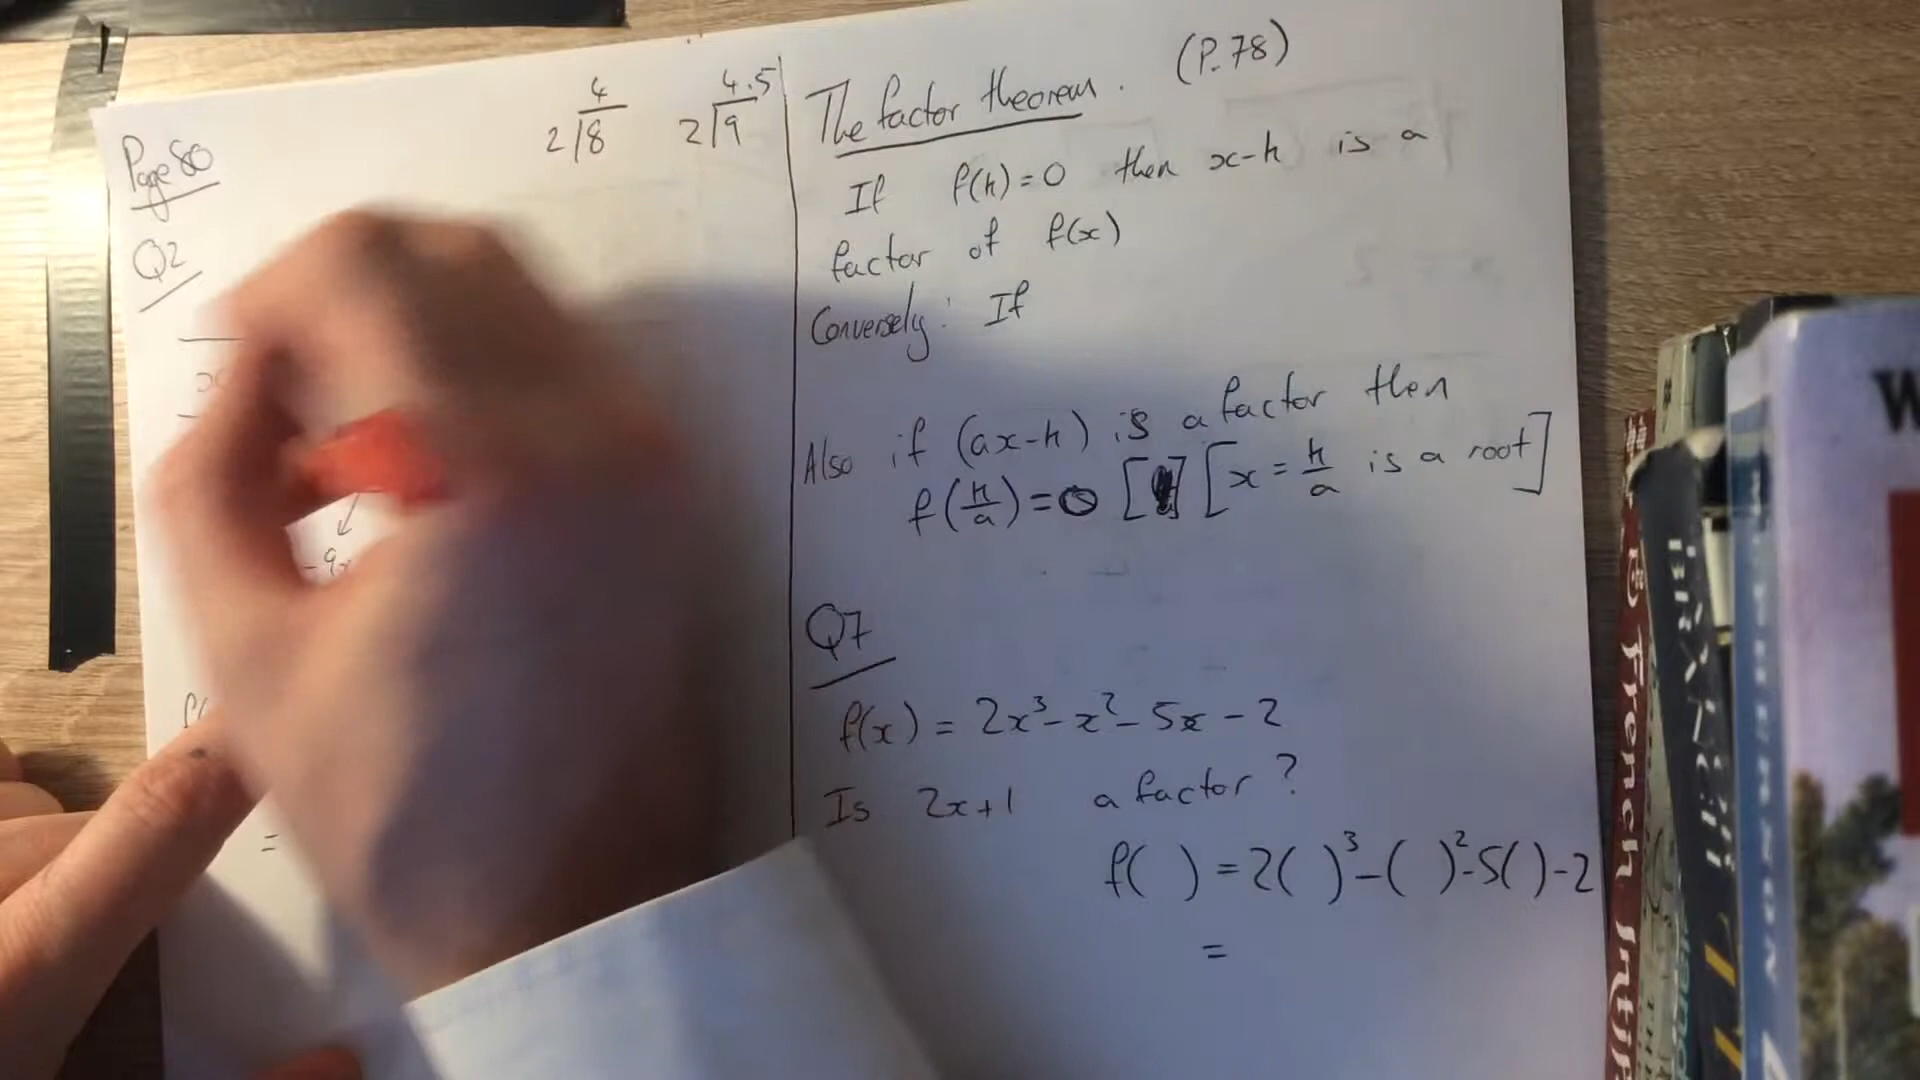 Page 80
Q2
4
2 8
4.5
2 9
f(
=
The factor theorem. (P.78)
If f(h)=0 then x-h is a
factor of f(x)
Conversely: If
Also if (ax-h) is a factor then
f(h/a)=0 [ ] [x = h/a is a root]
Q7
f(x) = 2x³-x²-5x-2
Is 2x+1 a factor?
f( ) = 2( )³-( )²-5( )-2
=
French
W